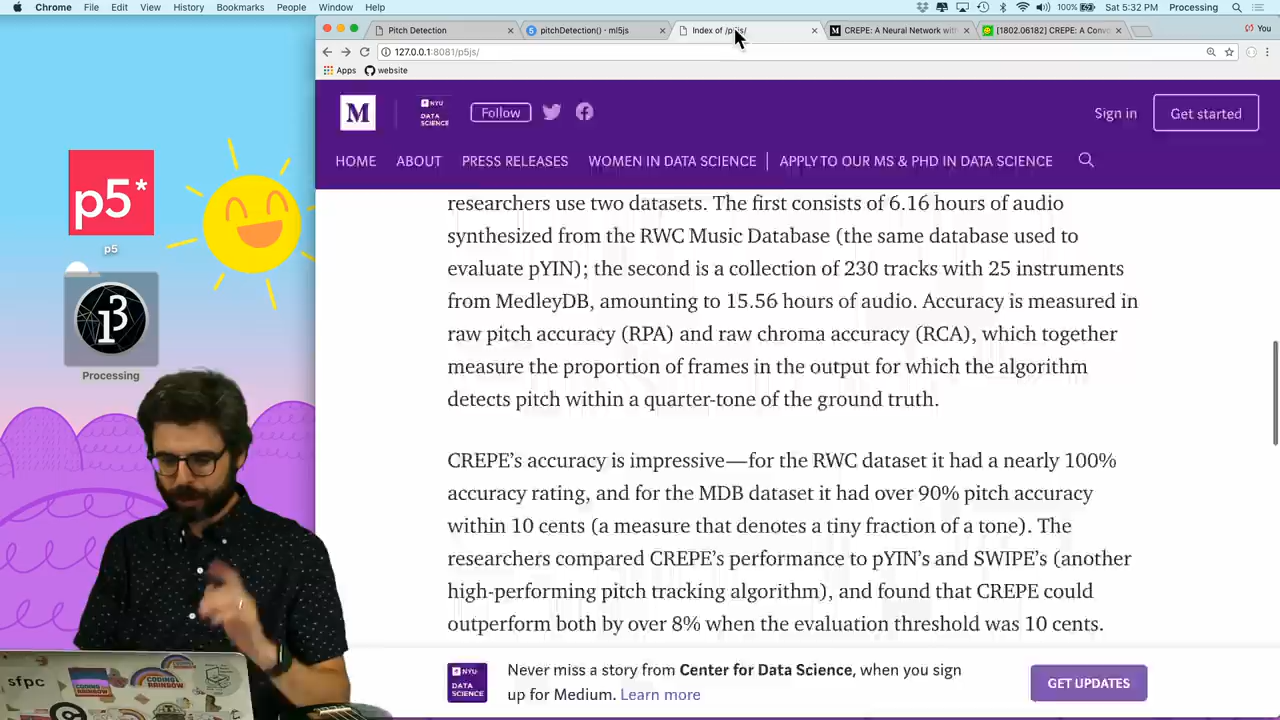 Chrome File Edit View History Bookmarks People Window Help
100% Sat 5:32 PM Processing
Pitch Detection
pitchDetection() · ml5js
Index of /p5js/
CREPE: A Neural Network with
[1802.06182] CREPE: A Conv
You
127.0.0.1:8081/p5js/
Apps website
M
NYU
DATA
SCIENCE
Follow
Sign in
Get started
HOME ABOUT PRESS RELEASES WOMEN IN DATA SCIENCE APPLY TO OUR MS & PHD IN DATA SCIENCE
researchers use two datasets. The first consists of 6.16 hours of audio
synthesized from the RWC Music Database (the same database used to
evaluate pYIN); the second is a collection of 230 tracks with 25 instruments
from MedleyDB, amounting to 15.56 hours of audio. Accuracy is measured in
raw pitch accuracy (RPA) and raw chroma accuracy (RCA), which together
measure the proportion of frames in the output for which the algorithm
detects pitch within a quarter-tone of the ground truth.
CREPE’s accuracy is impressive—for the RWC dataset it had a nearly 100%
accuracy rating, and for the MDB dataset it had over 90% pitch accuracy
within 10 cents (a measure that denotes a tiny fraction of a tone). The
researchers compared CREPE’s performance to pYIN’s and SWIPE’s (another
high-performing pitch tracking algorithm), and found that CREPE could
outperform both by over 8% when the evaluation threshold was 10 cents.
NYU
DATA
SCIENCE
Never miss a story from Center for Data Science, when you sign
up for Medium. Learn more
GET UPDATES
p5*
p5
Processing
sfpc
CODING
RAINBOW
CODING
RAINBOW